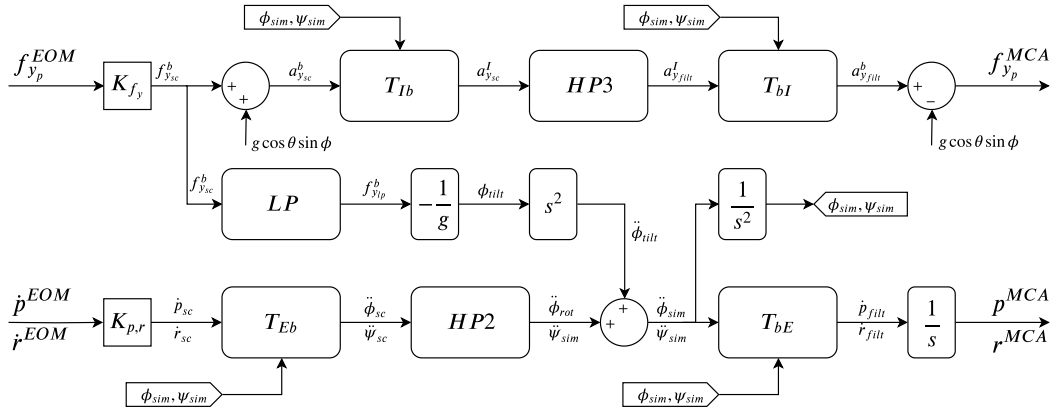 ϕ_sim, ψ_sim
ϕ_sim, ψ_sim
f_{y_p}^{EOM}
K_{f_y}
f_{y_sc}^b
+
+
a_{y_sc}^b
T_{Ib}
a_{y_sc}^I
HP3
a_{y_filt}^I
T_{bI}
a_{y_filt}^b
+
−
f_{y_p}^{MCA}
g cos θ sin ϕ
g cos θ sin ϕ
f_{y_sc}^b
LP
f_{y_lp}^b
−1/g
ϕ_tilt
s²
1/s²
ϕ_sim, ψ_sim
ϕ̈_tilt
ṗ^{EOM}
ṙ^{EOM}
K_{p,r}
ṗ_sc
ṙ_sc
T_{Eb}
ϕ̈_sc
ψ̈_sc
HP2
ϕ̈_rot
ψ̈_sim
+
+
ϕ̈_sim
ψ̈_sim
T_{bE}
ṗ_filt
ṙ_filt
1/s
p^{MCA}
r^{MCA}
ϕ_sim, ψ_sim
ϕ_sim, ψ_sim